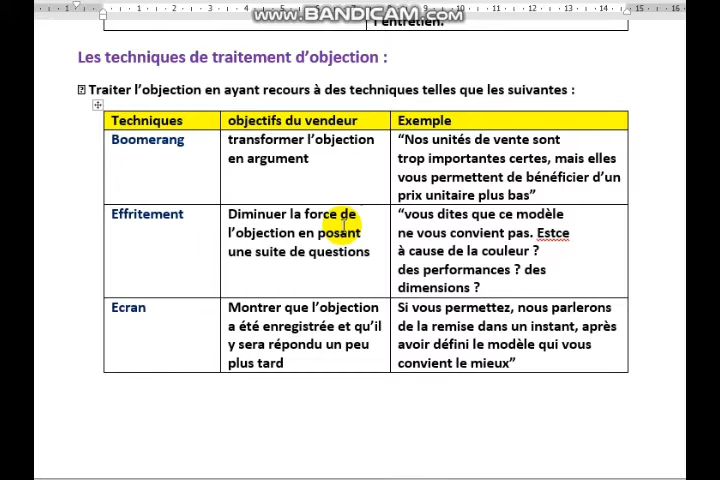 www.BANDICAM.com
l'entretien.
Les techniques de traitement d'objection :
Traiter l'objection en ayant recours à des techniques telles que les suivantes :
Techniques
objectifs du vendeur
Exemple
Boomerang
transformer l'objection
en argument
“Nos unités de vente sont
trop importantes certes, mais elles
vous permettent de bénéficier d'un
prix unitaire plus bas”
Effritement
Diminuer la force de
l'objection en posant
une suite de questions
“vous dites que ce modèle
ne vous convient pas. Estce
à cause de la couleur ?
des performances ? des
dimensions ?
Ecran
Montrer que l'objection
a été enregistrée et qu'il
y sera répondu un peu
plus tard
Si vous permettez, nous parlerons
de la remise dans un instant, après
avoir défini le modèle qui vous
convient le mieux”